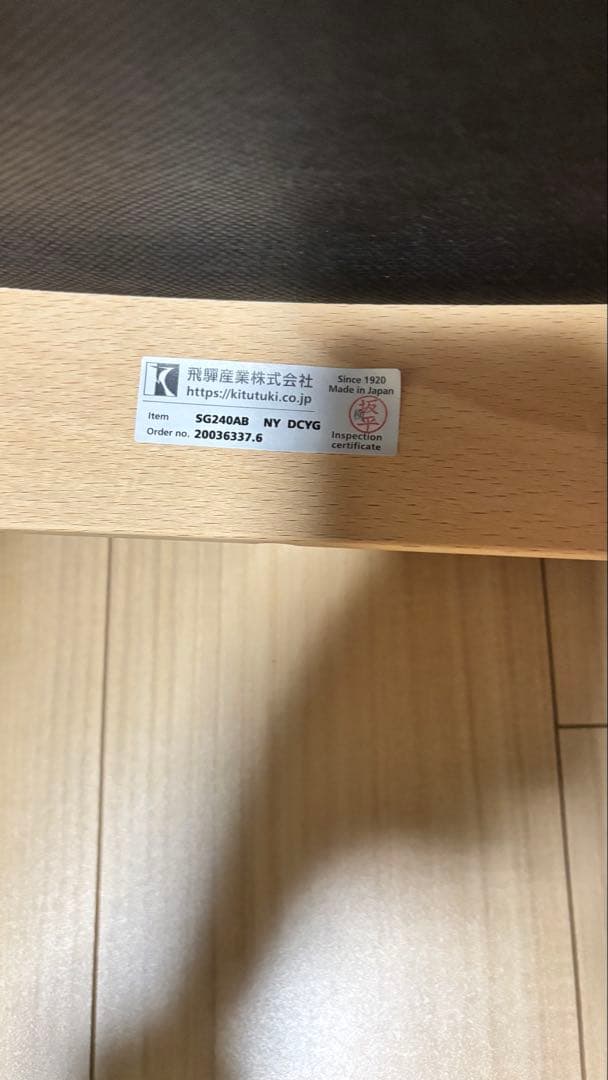 飛騨産業株式会社
https://kitutuki.co.jp
Item SG240AB NY DCYG
Order no. 20036337.6
Since 1920
Made in Japan
Inspection
certificate